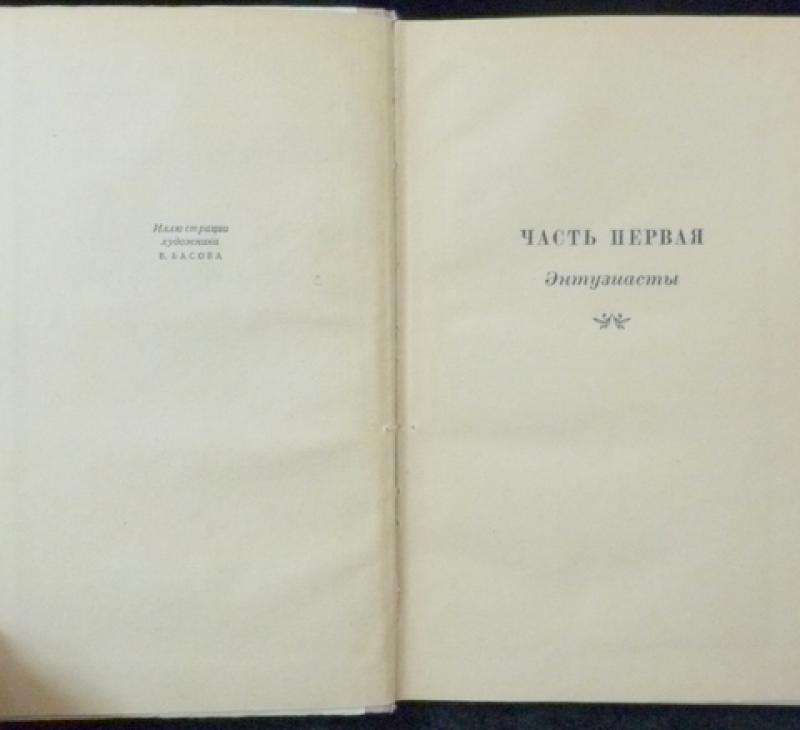 Иллюстрации
художника
В. БАСОВА
ЧАСТЬ ПЕРВАЯ
Энтузиасты